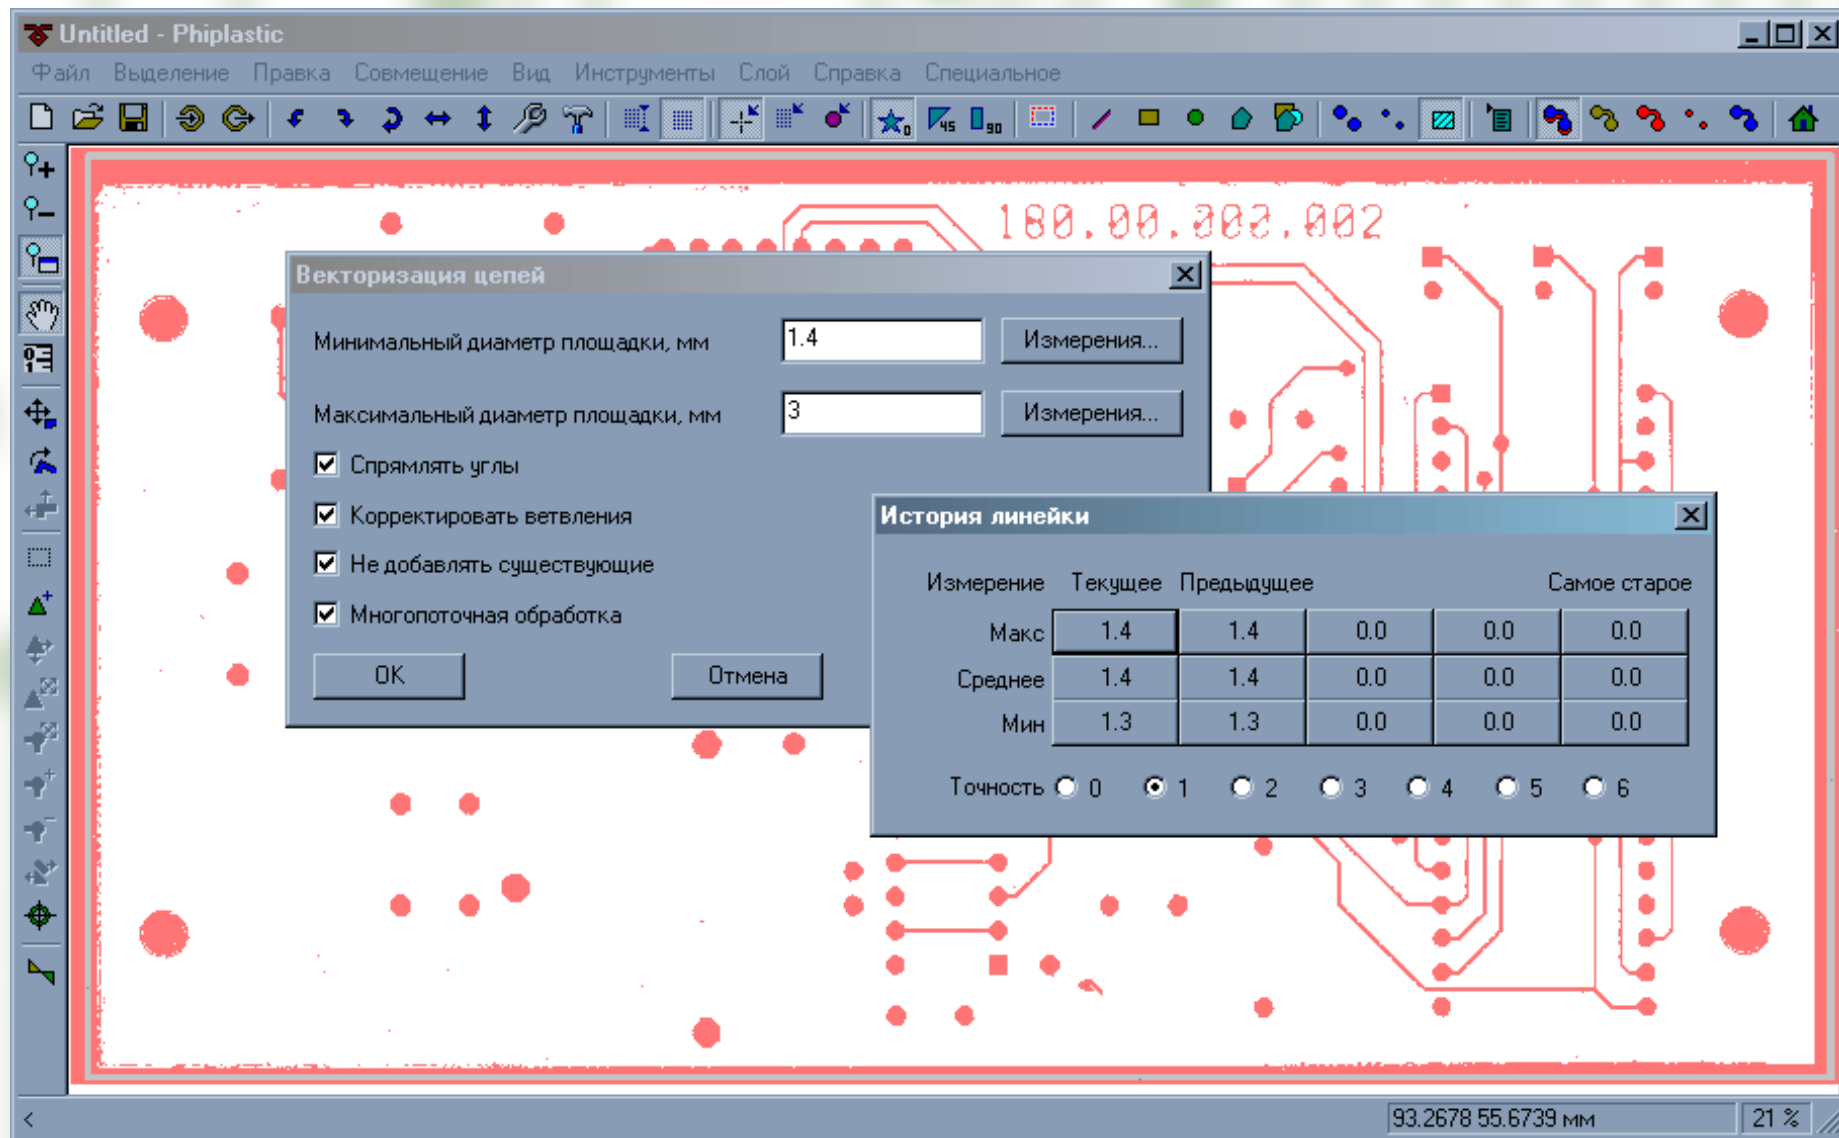 Untitled - Phiplastic
Файл Выделение Правка Совмещение Вид Инструменты Слой Справка Специальное
0 45 90
180.00.000.002
Векторизация цепей
Минимальный диаметр площадки, мм 1.4 Измерения...
Максимальный диаметр площадки, мм 3 Измерения...
Спрямлять углы
Корректировать ветвления
Не добавлять существующие
Многопоточная обработка
OK Отмена
История линейки
Измерение Текущее Предыдущее Самое старое
Макс 1.4 1.4 0.0 0.0 0.0
Среднее 1.4 1.4 0.0 0.0 0.0
Мин 1.3 1.3 0.0 0.0 0.0
Точность 0 1 2 3 4 5 6
< 93.2678 55.6739 мм 21 %